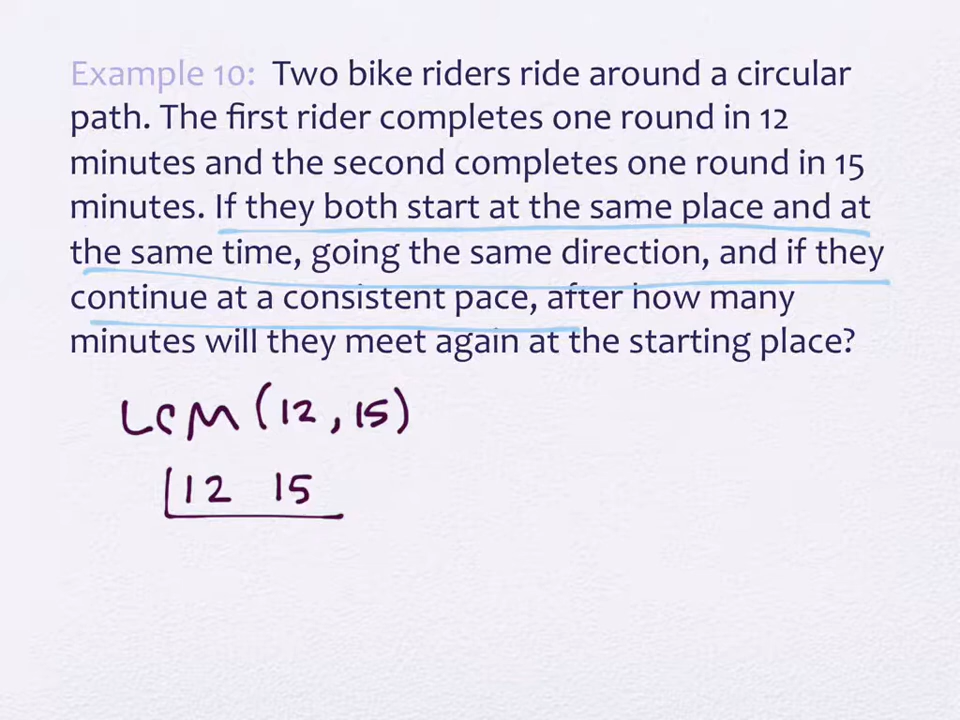 Example 10: Two bike riders ride around a circular
path. The first rider completes one round in 12
minutes and the second completes one round in 15
minutes. If they both start at the same place and at
the same time, going the same direction, and if they
continue at a consistent pace, after how many
minutes will they meet again at the starting place?
LCM (12, 15)
12 15